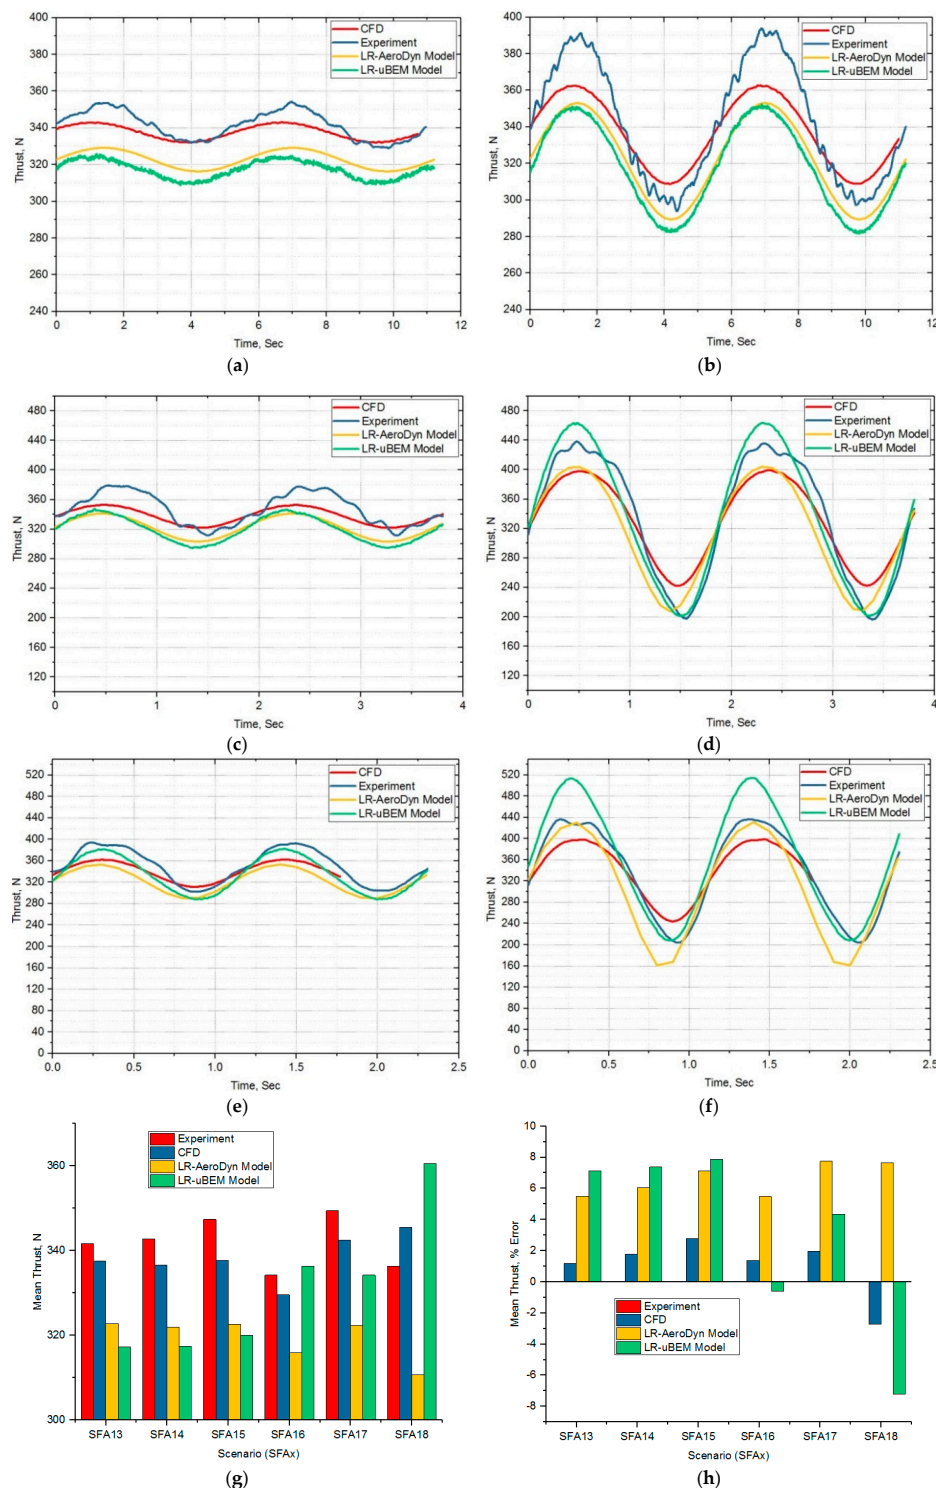 400
380
360
340
320
300
280
260
240
Thrust, N
0 2 4 6 8 10 12
Time, Sec
CFD
Experiment
LR-AeroDyn Model
LR-uBEM Model
(a)
400
380
360
340
320
300
280
260
240
Thrust, N
0 2 4 6 8 10 12
Time, Sec
CFD
Experiment
LR-AeroDyn Model
LR-uBEM Model
(b)
480
440
400
360
320
280
240
200
160
120
Thrust, N
0 1 2 3 4
Time, Sec
CFD
Experiment
LR-AeroDyn Model
LR-uBEM Model
(c)
480
440
400
360
320
280
240
200
160
120
Thrust, N
0 1 2 3 4
Time, Sec
CFD
Experiment
LR-AeroDyn Model
LR-uBEM Model
(d)
520
480
440
400
360
320
280
240
200
160
120
80
40
0
Thrust, N
0.0 0.5 1.0 1.5 2.0 2.5
Time, Sec
CFD
Experiment
LR-AeroDyn Model
LR-uBEM Model
(e)
520
480
440
400
360
320
280
240
200
160
120
80
40
0
Thrust, N
0.0 0.5 1.0 1.5 2.0 2.5
Time, Sec
CFD
Experiment
LR-AeroDyn Model
LR-uBEM Model
(f)
360
340
320
300
Mean Thrust, N
Experiment
CFD
LR-AeroDyn Model
LR-uBEM Model
SFA13 SFA14 SFA15 SFA16 SFA17 SFA18
Scenario (SFAx)
(g)
10
8
6
4
2
0
-2
-4
-6
-8
Mean Thrust, % Error
Experiment
CFD
LR-AeroDyn Model
LR-uBEM Model
SFA13 SFA14 SFA15 SFA16 SFA17 SFA18
Scenario (SFAx)
(h)